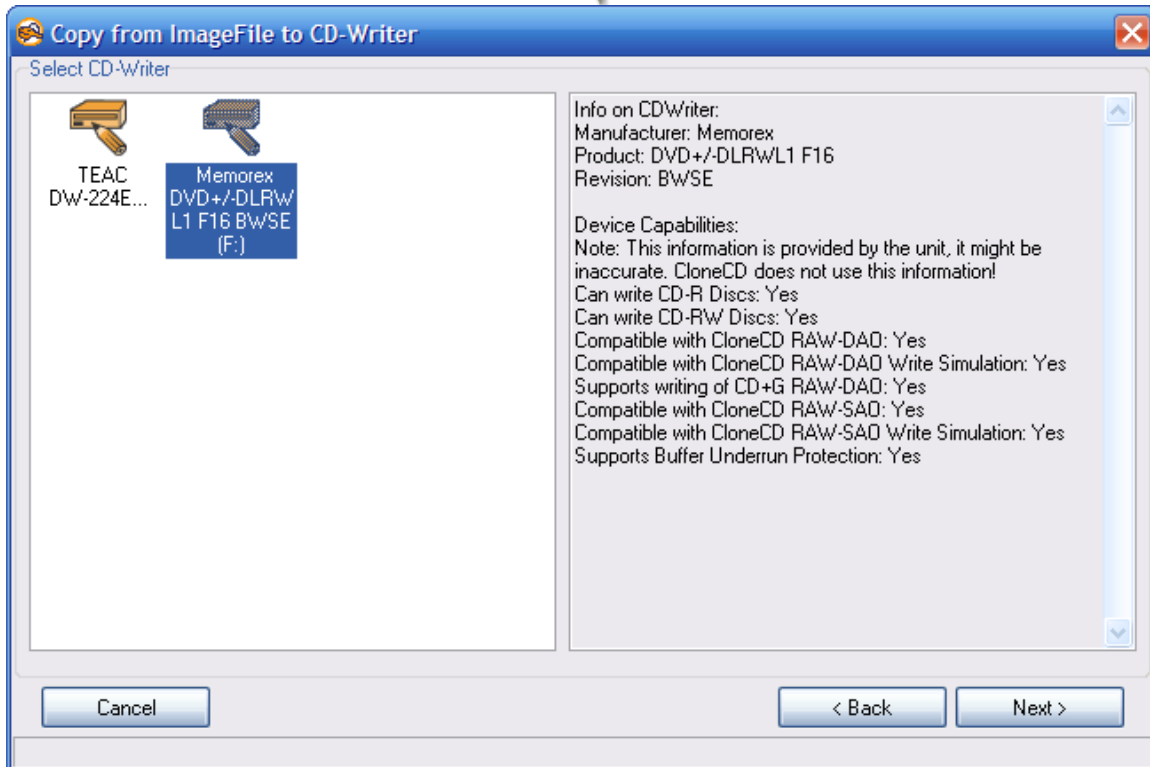 Copy from ImageFile to CD-Writer
Select CD-Writer
TEAC
DW-224E...
Memorex
DVD+/-DLRW
L1 F16 BWSE
(F:)
Info on CDWriter:
Manufacturer: Memorex
Product: DVD+/-DLRWL1 F16
Revision: BWSE
Device Capabilities:
Note: This information is provided by the unit, it might be
inaccurate. CloneCD does not use this information!
Can write CD-R Discs: Yes
Can write CD-RW Discs: Yes
Compatible with CloneCD RAW-DAO: Yes
Compatible with CloneCD RAW-DAO Write Simulation: Yes
Supports writing of CD+G RAW-DAO: Yes
Compatible with CloneCD RAW-SAO: Yes
Compatible with CloneCD RAW-SAO Write Simulation: Yes
Supports Buffer Underrun Protection: Yes
Cancel
< Back
Next >